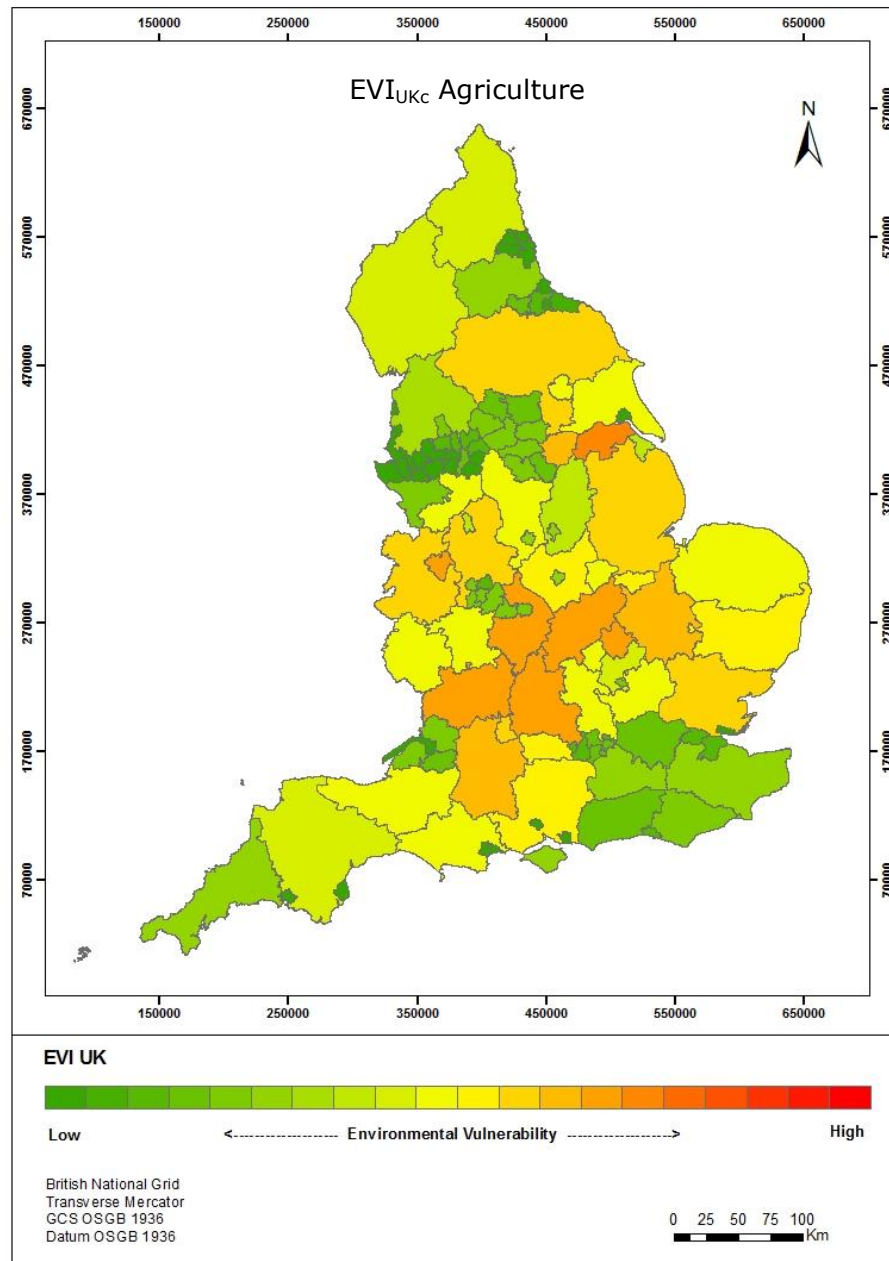 150000 250000 350000 450000 550000 650000
EVIUKc Agriculture
N
670000 670000
570000 570000
470000 470000
370000 370000
270000 270000
170000 170000
70000 70000
150000 250000 350000 450000 550000 650000
EVI UK
Low <------------------- Environmental Vulnerability ------------------> High
British National Grid
Transverse Mercator
GCS OSGB 1936
Datum OSGB 1936
0 25 50 75 100
Km